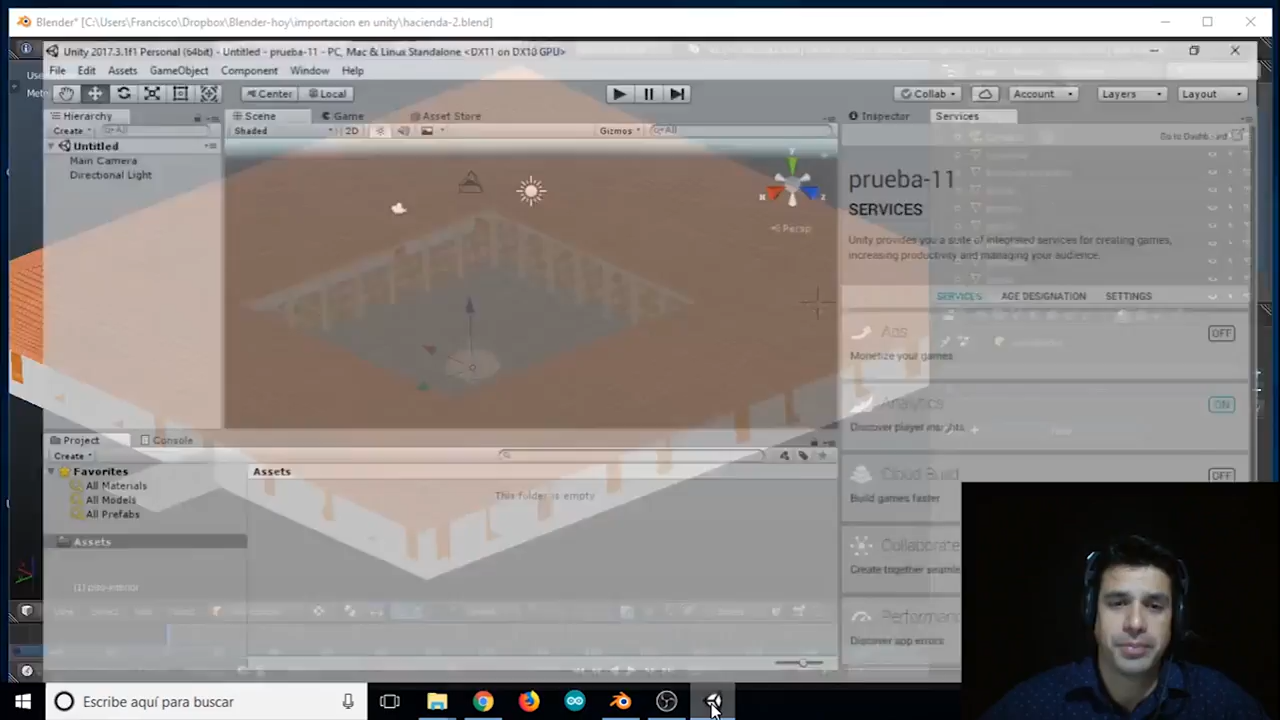 Blender* [C:\Users\Francisco\Dropbox\Blender-hoy\importacion en unity\hacienda-2.blend]
Unity 2017.3.1f1 Personal (64bit) - Untitled - prueba-11 - PC, Mac & Linux Standalone <DX11 on DX10 GPU>
File Edit Assets GameObject Component Window Help
Center Local Collab Account Layers Layout
Hierarchy Scene Game Asset Store Inspector Services
Create All Shaded 2D Gizmos All
Untitled
Main Camera
Directional Light
Persp
prueba-11
SERVICES
Unity provides you a suite of integrated services for creating games,
increasing productivity and managing your audience.
SERVICES AGE DESIGNATION SETTINGS
Ads OFF
Monetize your games
Analytics ON
Discover player insights
Cloud Build OFF
Build games faster
Collaborate
Create together seamle
Performan
Discover app errors
Project Console
Create
Favorites
All Materials
All Models
All Prefabs
Assets
Assets
This folder is empty
(1) piso-interior
Escribe aquí para buscar